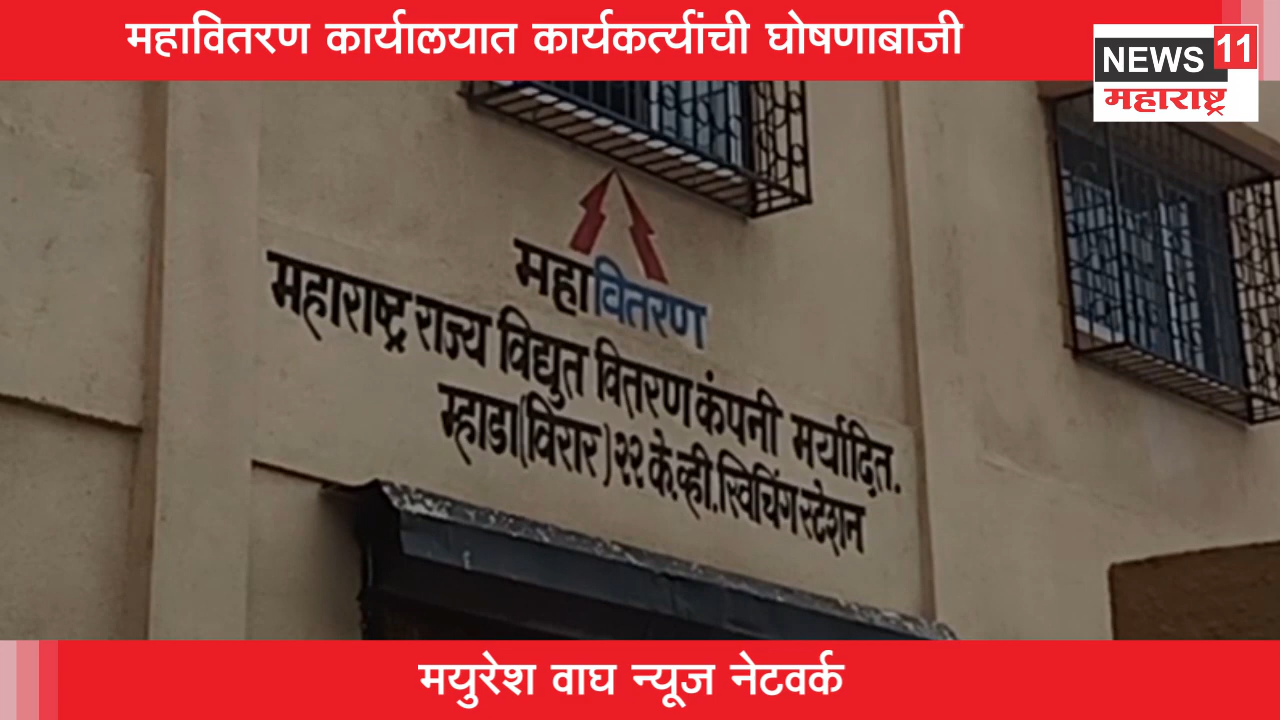 महावितरण कार्यालयात कार्यकर्त्यांची घोषणाबाजी
NEWS 11
महाराष्ट्र
महावितरण
महाराष्ट्र राज्य विद्युत वितरण कंपनी मर्यादित.
म्हाडा(विरार) २२ के.व्ही. स्विचिंग स्टेशन
मयुरेश वाघ न्यूज नेटवर्क